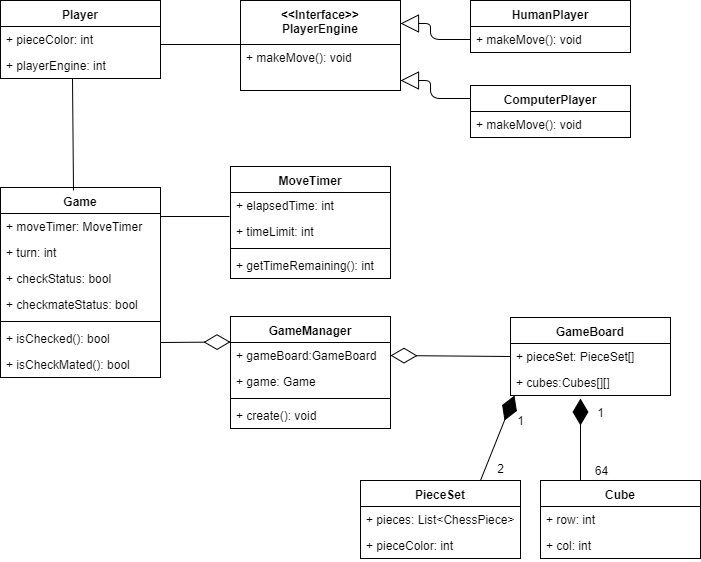 Player
+ pieceColor: int
+ playerEngine: int
<<Interface>>
PlayerEngine
+ makeMove(): void
HumanPlayer
+ makeMove(): void
ComputerPlayer
+ makeMove(): void
Game
+ moveTimer: MoveTimer
+ turn: int
+ checkStatus: bool
+ checkmateStatus: bool
+ isChecked(): bool
+ isCheckMated(): bool
MoveTimer
+ elapsedTime: int
+ timeLimit: int
+ getTimeRemaining(): int
GameManager
+ gameBoard:GameBoard
+ game: Game
+ create(): void
GameBoard
+ pieceSet: PieceSet[]
+ cubes:Cubes[][]
1
1
2
64
PieceSet
+ pieces: List<ChessPiece>
+ pieceColor: int
Cube
+ row: int
+ col: int